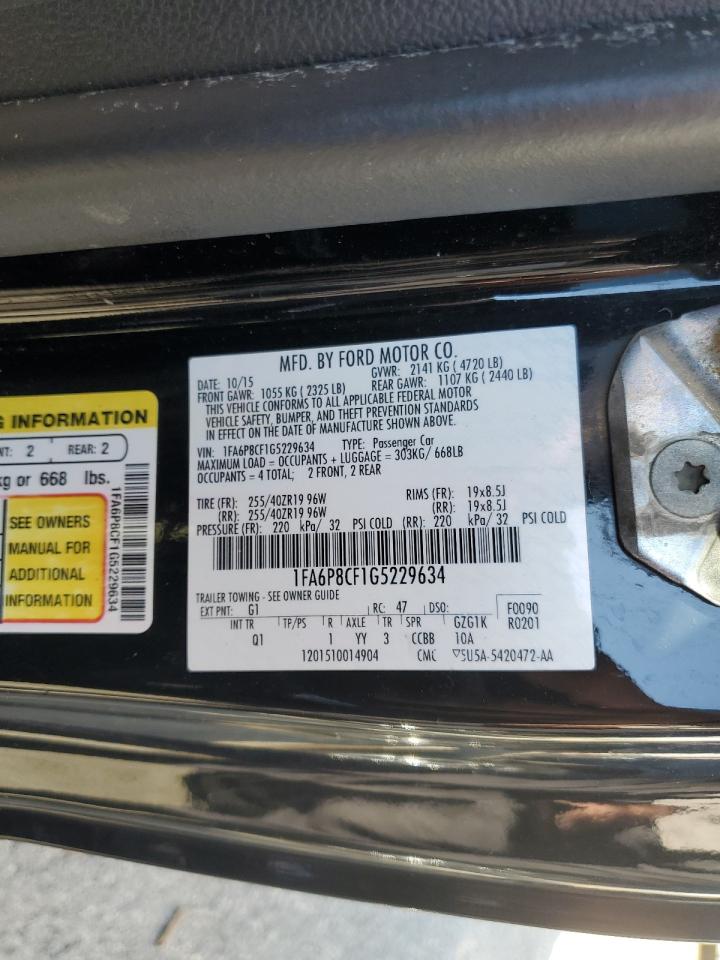 MFD. BY FORD MOTOR CO.
DATE: 10/15 GVWR: 2141 KG ( 4720 LB)
FRONT GAWR: 1055 KG ( 2325 LB) REAR GAWR: 1107 KG ( 2440 LB)
THIS VEHICLE CONFORMS TO ALL APPLICABLE FEDERAL MOTOR
VEHICLE SAFETY, BUMPER, AND THEFT PREVENTION STANDARDS
IN EFFECT ON THE DATE OF MANUFACTURE SHOWN ABOVE.
VIN: 1FA6P8CF1G5229634 TYPE: Passenger Car
MAXIMUM LOAD = OCCUPANTS + LUGGAGE = 303KG/ 668LB
OCCUPANTS = 4 TOTAL; 2 FRONT, 2 REAR
TIRE (FR): 255/40ZR19 96W RIMS (FR): 19x8.5J
(RR): 255/40ZR19 96W (RR): 19x8.5J
PRESSURE (FR): 220 kPa/ 32 PSI COLD (RR): 220 kPa/ 32 PSI COLD
1FA6P8CF1G5229634
TRAILER TOWING - SEE OWNER GUIDE
EXT PNT: G1 RC: 47 DSO: F0090
INT TR TP/PS R AXLE TR SPR GZG1K R0201
Q1 1 YY 3 CCBB 10A
1201510014904 CMC ▽5U5A-5420472-AA
G INFORMATION
NT: 2 REAR: 2
kg or 668 lbs.
SEE OWNERS
MANUAL FOR
ADDITIONAL
INFORMATION
1FA6P8CF1G5229634